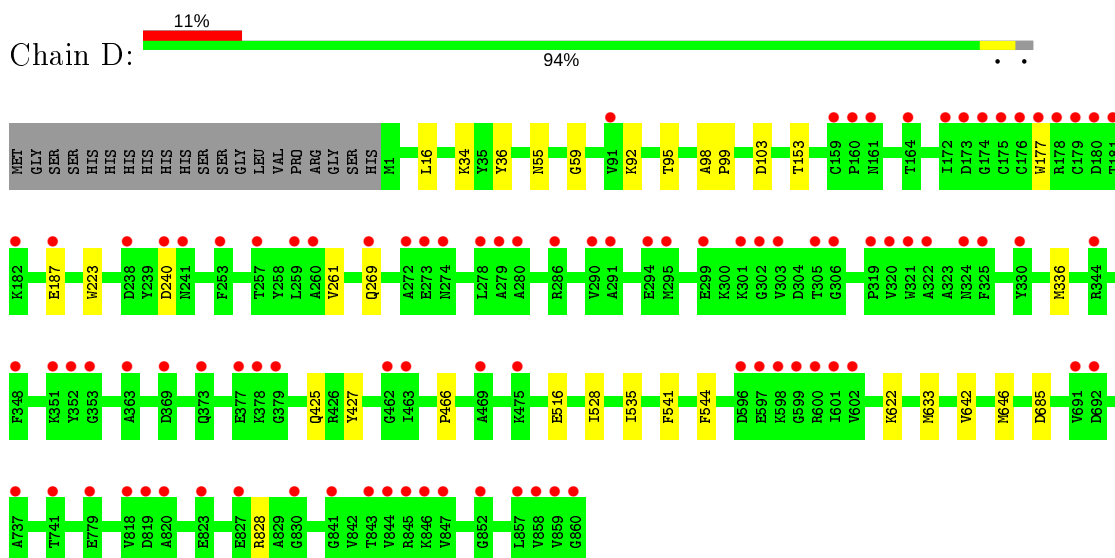 11%
Chain D:
94%
• •
MET GLY SER SER HIS HIS HIS HIS HIS HIS SER SER GLY LEU VAL PRO ARG GLY SER HIS M1 L16 K34 Y35 Y36 N55 G59 V91 K92 T95 A98 P99 D103 T153 C159 P160 N161 T164 I172 D173 G174 C175 C176 W177 R178 C179 D180 T181
K182 E187 W223 D238 Y239 D240 N241 F253 T257 Y258 L259 A260 V261 Q269 A272 E273 N274 L278 A279 A280 R286 V290 A291 E294 M295 E299 K300 K301 G302 V303 D304 T305 G306 P319 V320 W321 A322 A323 N324 F325 Y330 M336 R344
F348 K351 Y352 G353 A363 D369 Q373 E377 K378 G379 Q425 R426 Y427 G462 I463 P466 A469 K475 E516 I528 I535 F541 F544 D596 E597 K598 G599 R600 I601 V602 K622 M633 V642 M646 D685 V691 D692
A737 T741 E779 V818 D819 A820 E823 E827 R828 A829 G830 G841 V842 T843 V844 R845 K846 V847 G852 L857 V858 V859 G860